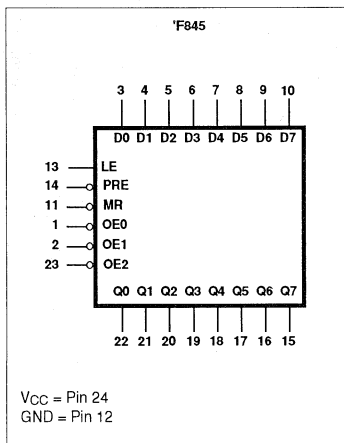 'F845
3 4 5 6 7 8 9 10
D0 D1 D2 D3 D4 D5 D6 D7
13 LE
14 PRE
11 MR
1 OE0
2 OE1
23 OE2
Q0 Q1 Q2 Q3 Q4 Q5 Q6 Q7
22 21 20 19 18 17 16 15
VCC = Pin 24
GND = Pin 12